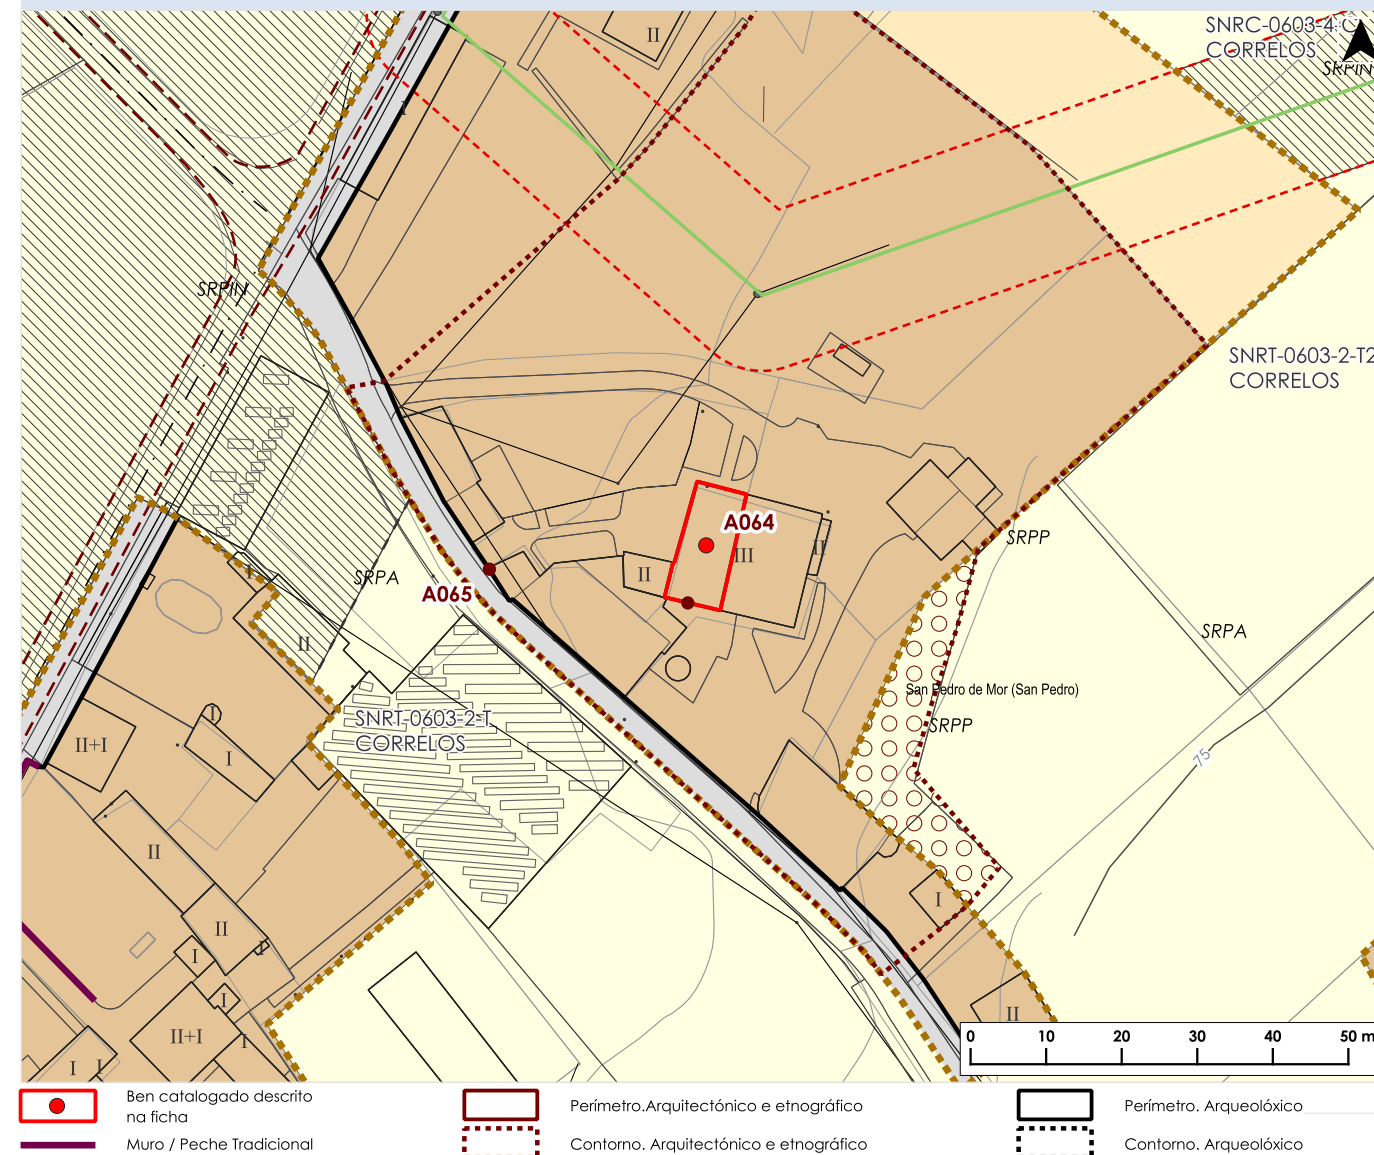 SNRC-0603-4
CORRELOS
SRPIN
II
I
SRPIN
SNRT-0603-2-T2
CORRELOS
A064
III
II
II
SRPP
A065
SRPA
I
II
SRPA
San Pedro de Mor (San Pedro)
SRPP
SNRT-0603-2-T
CORRELOS
I
II+I
I
75
II
I
II
I
I
I
II
II+I
I
I
I
0 10 20 30 40 50 m
Ben catalogado descrito
na ficha
Perímetro.Arquitectónico e etnográfico
Perímetro. Arqueolóxico
Muro / Peche Tradicional
Contorno. Arquitectónico e etnográfico
Contorno. Arqueolóxico